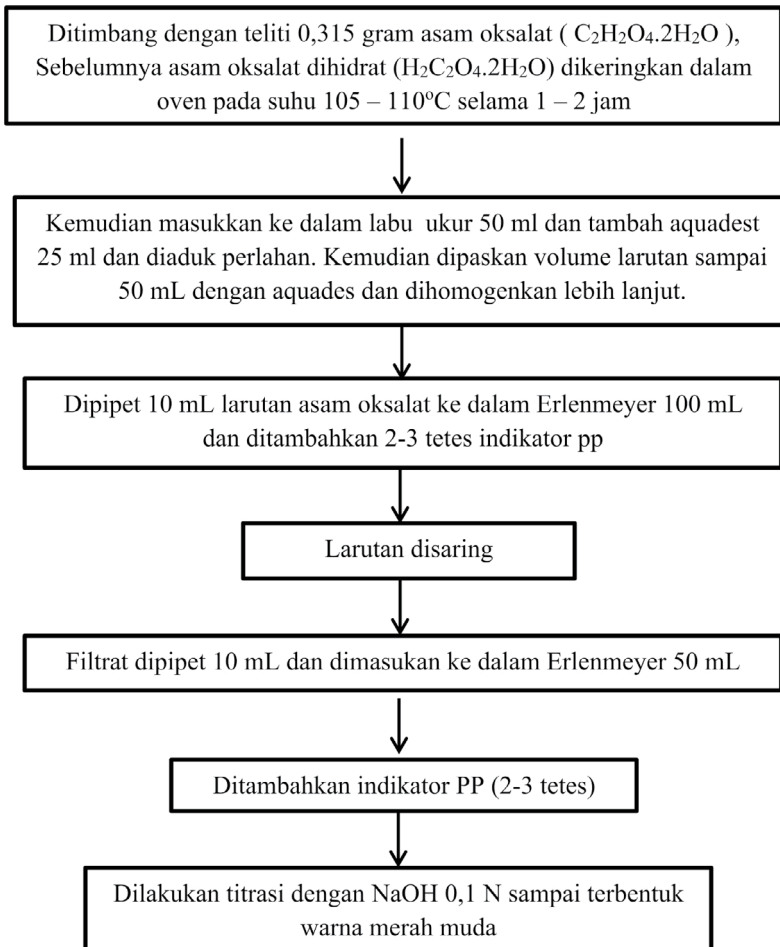 Ditimbang dengan teliti 0,315 gram asam oksalat ( C₂H₂O₄.2H₂O ),
Sebelumnya asam oksalat dihidrat (H₂C₂O₄.2H₂O) dikeringkan dalam
oven pada suhu 105 – 110ºC selama 1 – 2 jam
Kemudian masukkan ke dalam labu ukur 50 ml dan tambah aquadest
25 ml dan diaduk perlahan. Kemudian dipaskan volume larutan sampai
50 mL dengan aquades dan dihomogenkan lebih lanjut.
Dipipet 10 mL larutan asam oksalat ke dalam Erlenmeyer 100 mL
dan ditambahkan 2-3 tetes indikator pp
Larutan disaring
Filtrat dipipet 10 mL dan dimasukan ke dalam Erlenmeyer 50 mL
Ditambahkan indikator PP (2-3 tetes)
Dilakukan titrasi dengan NaOH 0,1 N sampai terbentuk
warna merah muda